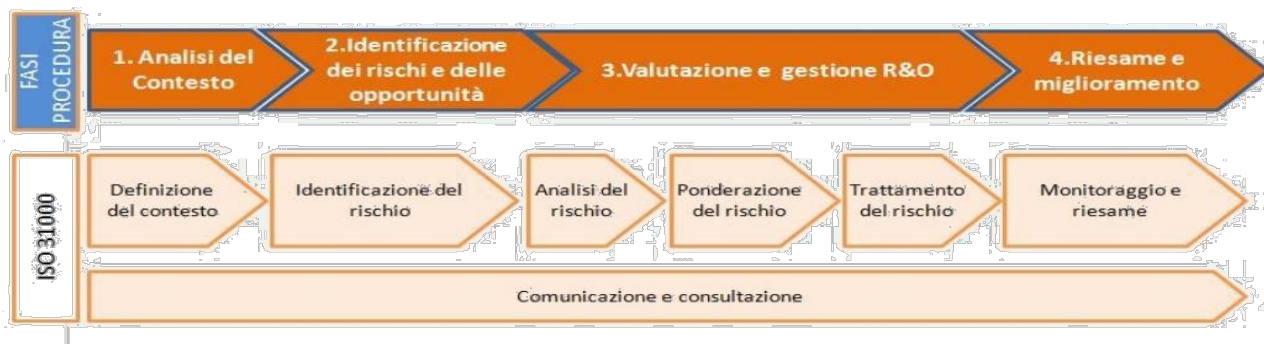 FASI
PROCEDURA
1. Analisi del
Contesto
2.Identificazione
dei rischi e delle
opportunità
3.Valutazione e gestione R&O
4.Riesame e
miglioramento
ISO 31000
Definizione
del contesto
Identificazione del
rischio
Analisi del
rischio
Ponderazione
del rischio
Trattamento
del rischio
Monitoraggio e
riesame
Comunicazione e consultazione